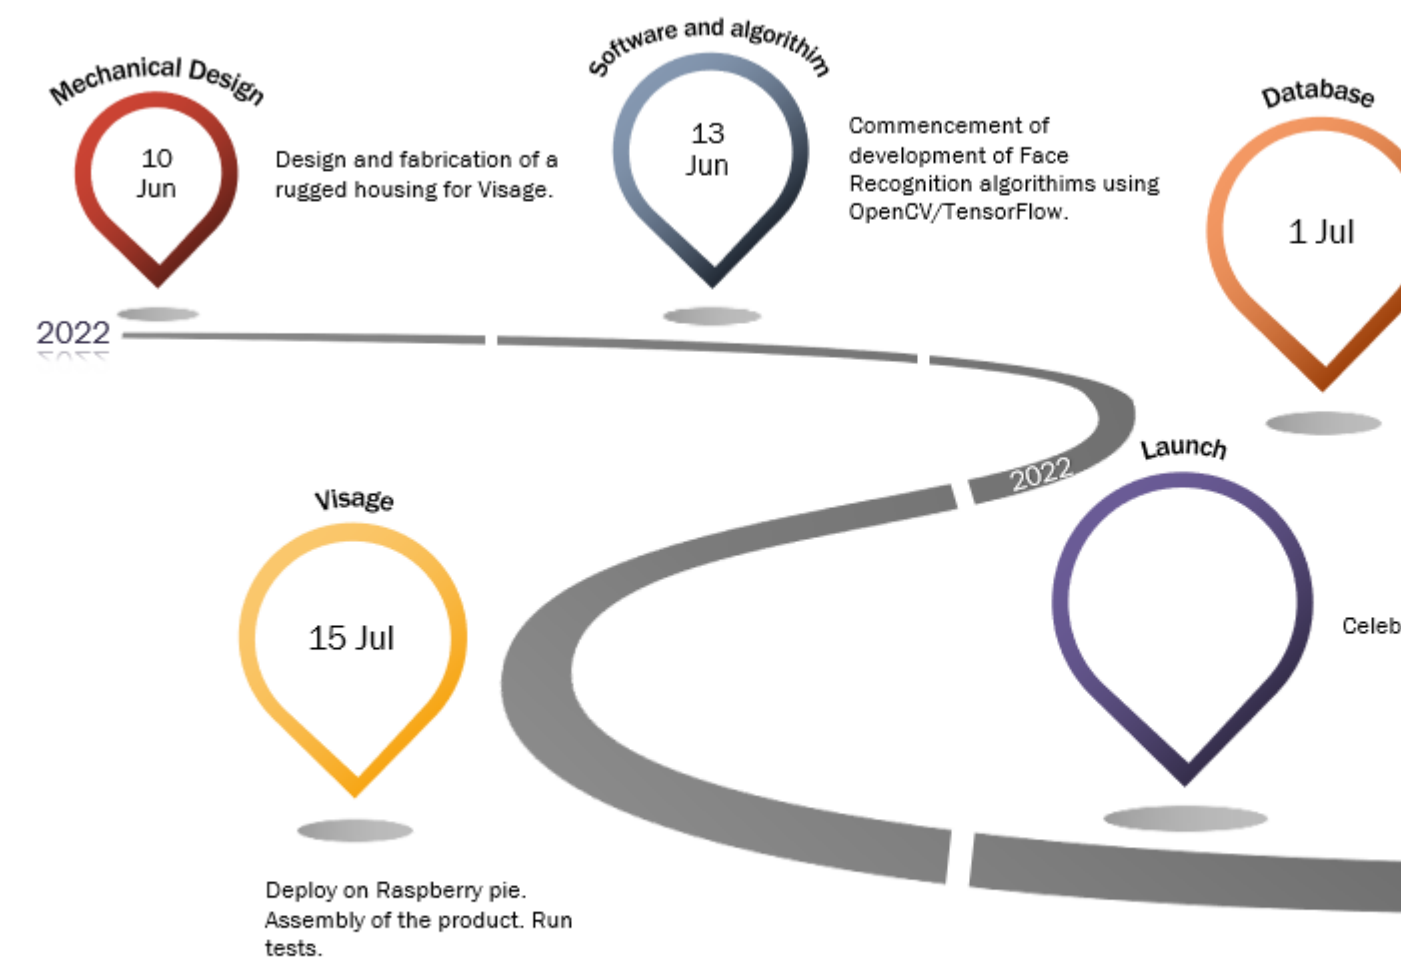 Mechanical Design
10
Jun
Design and fabrication of a
rugged housing for Visage.
Software and algorithim
13
Jun
Commencement of
development of Face
Recognition algorithims using
OpenCV/TensorFlow.
Database
1 Jul
2022
2022
Launch
Celeb
Visage
15 Jul
Deploy on Raspberry pie.
Assembly of the product. Run
tests.